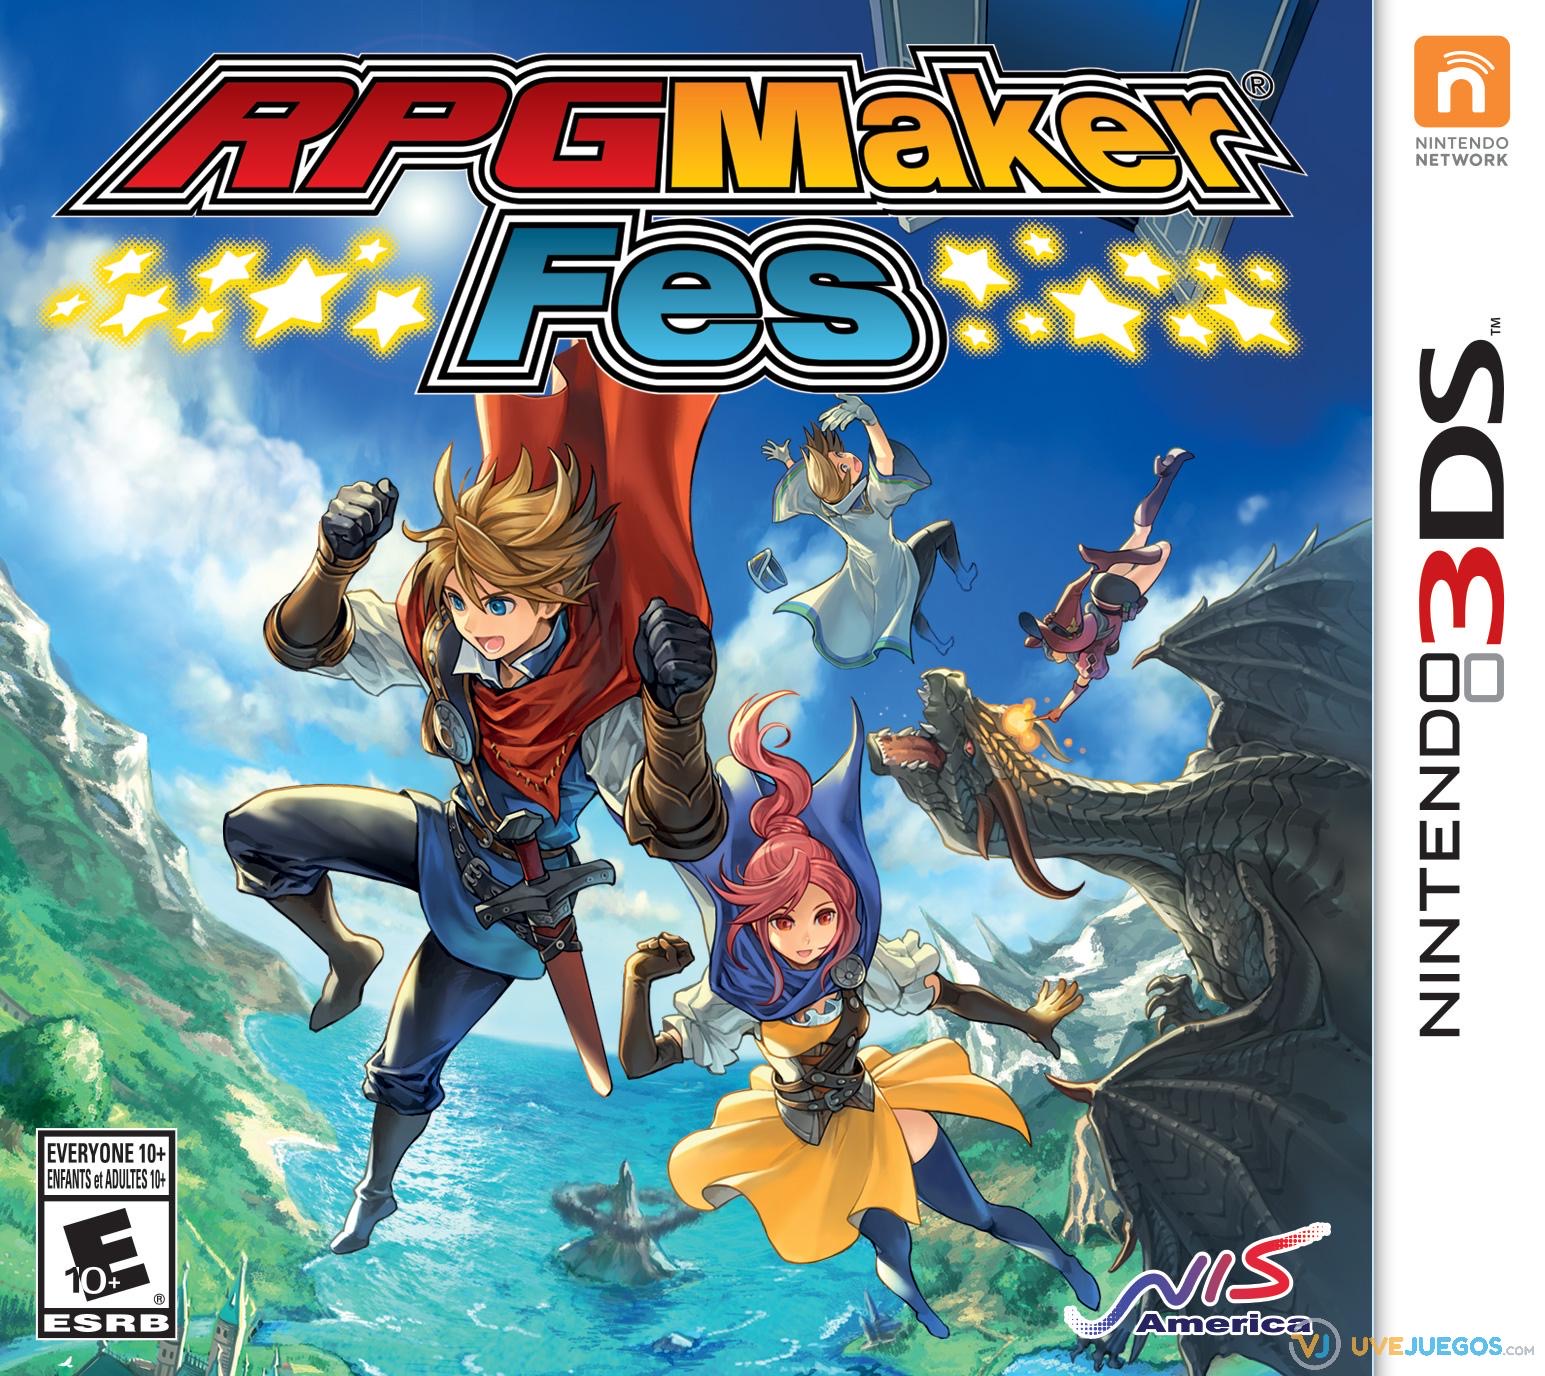 RPG Maker®
Fes
n
NINTENDO
NETWORK
NINTENDO 3DS™
EVERYONE 10+
ENFANTS et ADULTES 10+
E
10+
®
ESRB
NIS
America
VJ UVEJUEGOS.COM